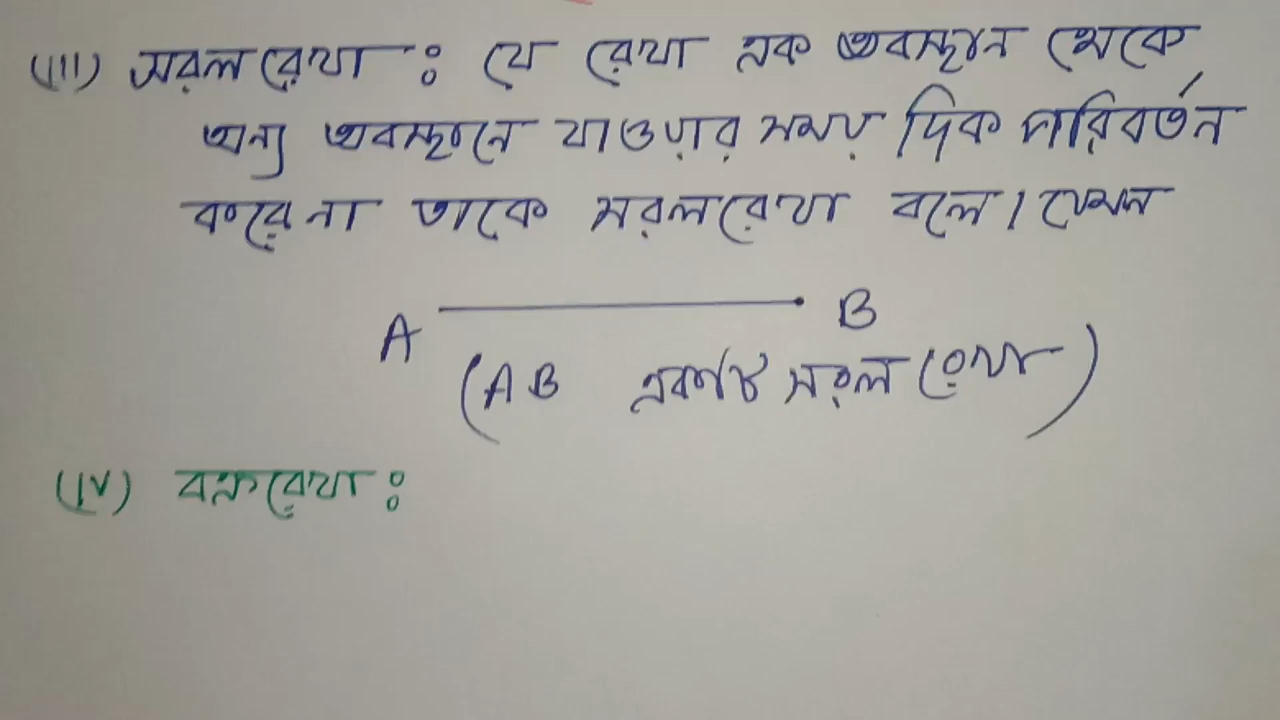 (iii) সরল রেখা : যে রেখা এক অবস্থান থেকে
অন্য অবস্থানে যাওয়ার সময় দিক পরিবর্তন
করে না তাকে সরলরেখা বলে। যেমন
A B
(AB একটি সরল রেখা)
(iv) বক্ররেখা :